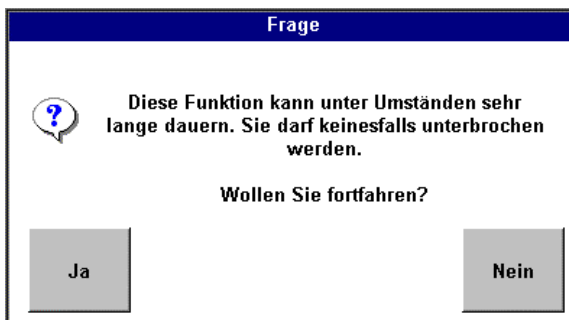 Frage
Diese Funktion kann unter Umständen sehr
lange dauern. Sie darf keinesfalls unterbrochen
werden.
Wollen Sie fortfahren?
Ja
Nein